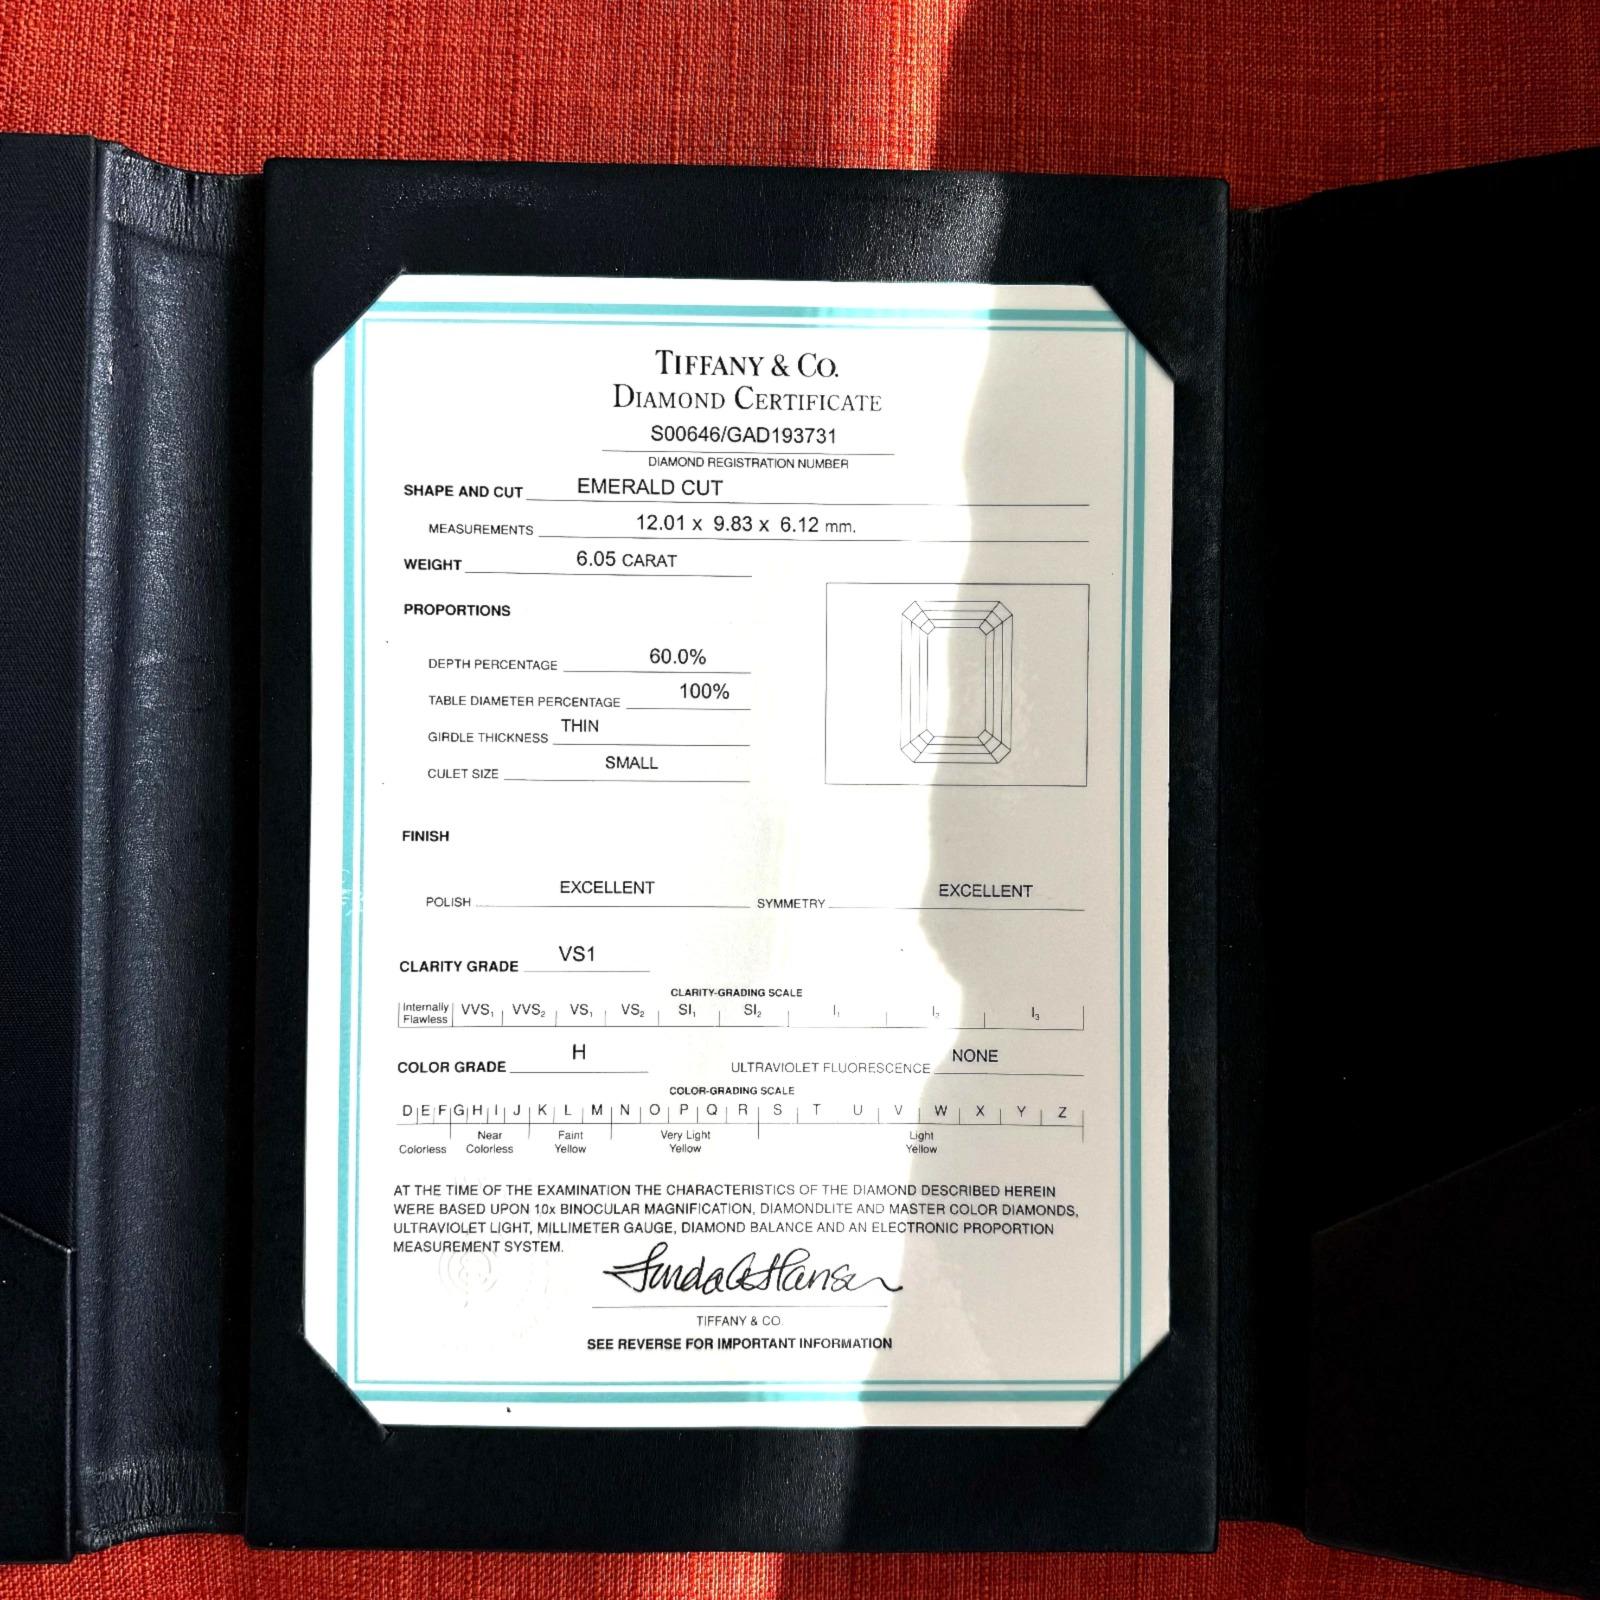 TIFFANY & CO.
DIAMOND CERTIFICATE
S00646/GAD193731
DIAMOND REGISTRATION NUMBER
SHAPE AND CUT EMERALD CUT
MEASUREMENTS 12.01 x 9.83 x 6.12 mm.
WEIGHT 6.05 CARAT
PROPORTIONS
DEPTH PERCENTAGE 60.0%
TABLE DIAMETER PERCENTAGE 100%
GIRDLE THICKNESS THIN
CULET SIZE SMALL
FINISH
POLISH EXCELLENT SYMMETRY EXCELLENT
CLARITY GRADE VS1
CLARITY-GRADING SCALE
Internally Flawless VVS₁ VVS₂ VS₁ VS₂ SI₁ SI₂ I₁ I₂ I₃
COLOR GRADE H ULTRAVIOLET FLUORESCENCE NONE
COLOR-GRADING SCALE
D E F G H I J K L M N O P Q R S T U V W X Y Z
Colorless Near Colorless Faint Yellow Very Light Yellow Light Yellow
AT THE TIME OF THE EXAMINATION THE CHARACTERISTICS OF THE DIAMOND DESCRIBED HEREIN
WERE BASED UPON 10x BINOCULAR MAGNIFICATION, DIAMONDLITE AND MASTER COLOR DIAMONDS,
ULTRAVIOLET LIGHT, MILLIMETER GAUGE, DIAMOND BALANCE AND AN ELECTRONIC PROPORTION
MEASUREMENT SYSTEM.
TIFFANY & CO.
SEE REVERSE FOR IMPORTANT INFORMATION